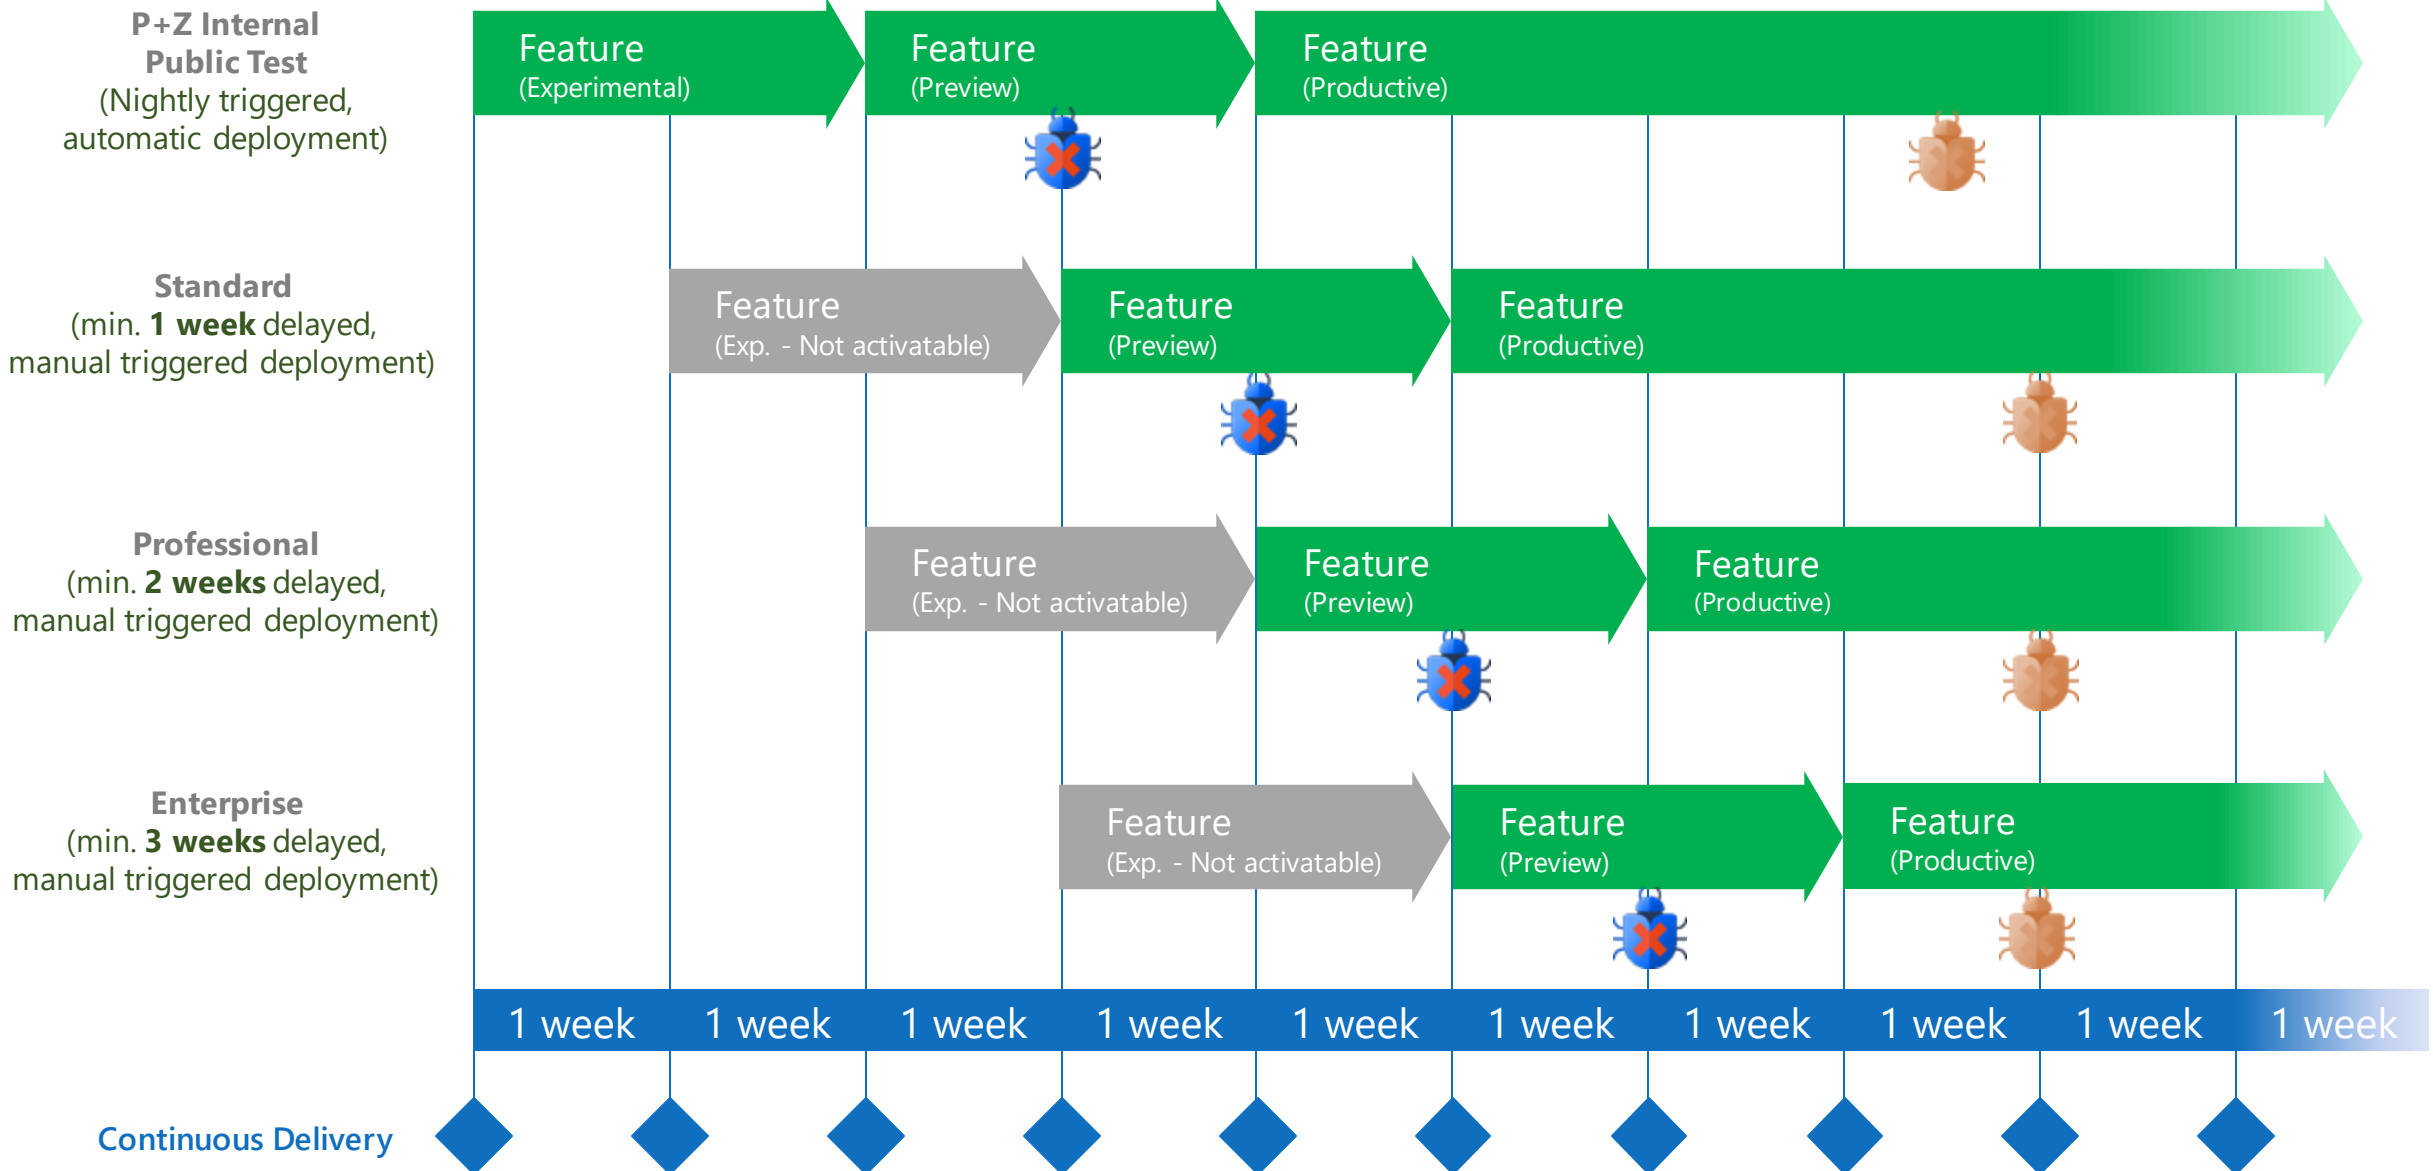 P+Z Internal
Public Test
(Nightly triggered,
automatic deployment)
Feature
(Experimental)
Feature
(Preview)
Feature
(Productive)
Standard
(min. 1 week delayed,
manual triggered deployment)
Feature
(Exp. - Not activatable)
Feature
(Preview)
Feature
(Productive)
Professional
(min. 2 weeks delayed,
manual triggered deployment)
Feature
(Exp. - Not activatable)
Feature
(Preview)
Feature
(Productive)
Enterprise
(min. 3 weeks delayed,
manual triggered deployment)
Feature
(Exp. - Not activatable)
Feature
(Preview)
Feature
(Productive)
1 week
1 week
1 week
1 week
1 week
1 week
1 week
1 week
1 week
1 week
Continuous Delivery